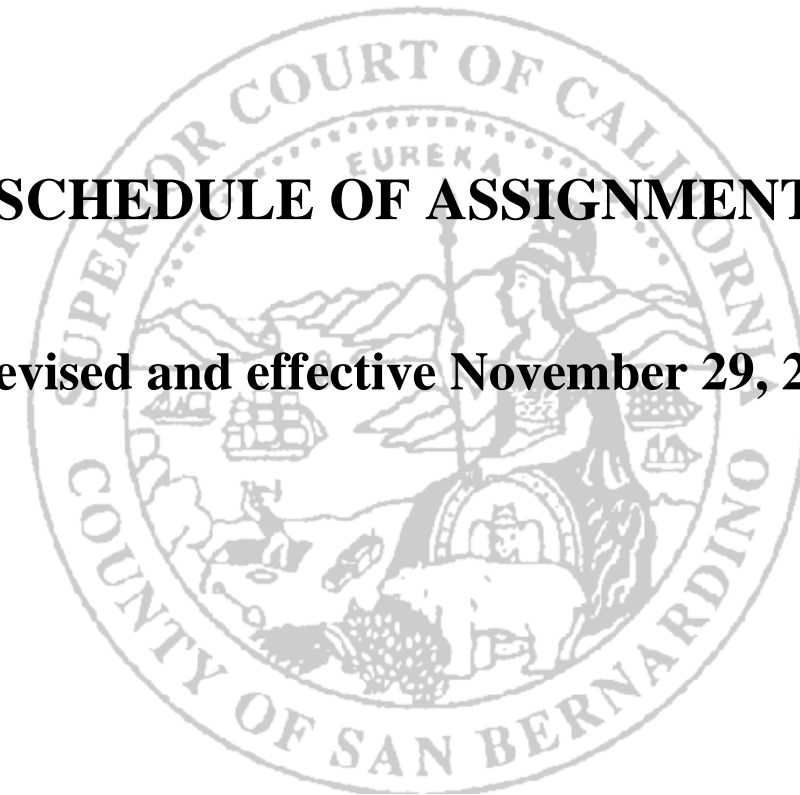 SUPERIOR COURT OF CALIFORNIA
EUREKA
SCHEDULE OF ASSIGNMENT
evised and effective November 29, 2
COUNTY OF SAN BERNARDINO